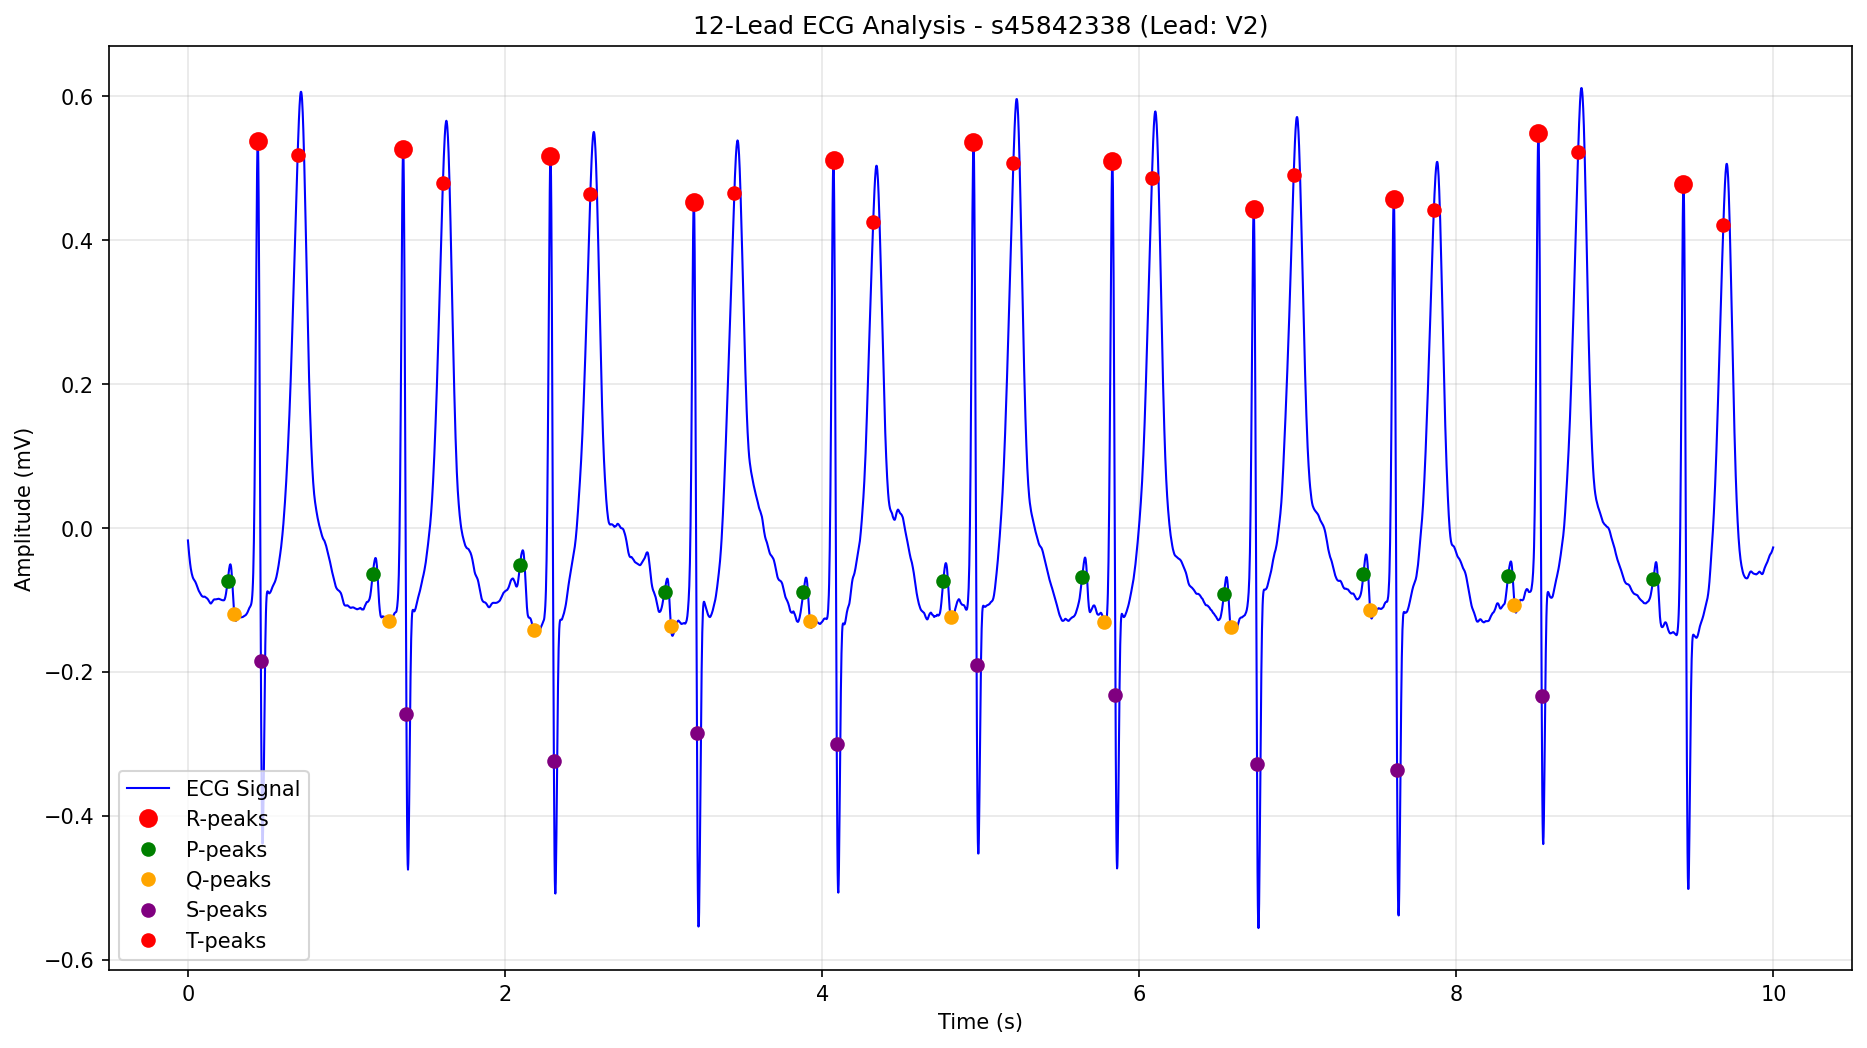 12-Lead ECG Analysis - s45842338 (Lead: V2)
Amplitude (mV)
0.6
0.4
0.2
0.0
−0.2
−0.4
−0.6
ECG Signal
R-peaks
P-peaks
Q-peaks
S-peaks
T-peaks
0 2 4 6 8 10
Time (s)